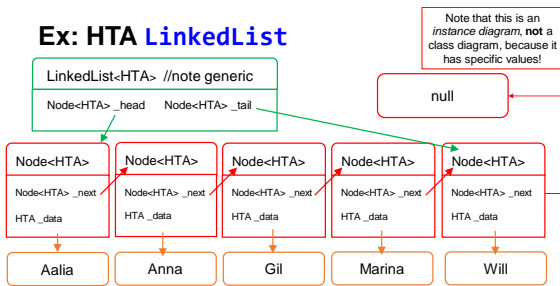 Ex: HTA LinkedList
Note that this is an
instance diagram, not a
class diagram, because it
has specific values!
LinkedList<HTA> //note generic
Node<HTA> _head Node<HTA> _tail
null
Node<HTA> Node<HTA> Node<HTA> Node<HTA> Node<HTA>
Node<HTA> _next Node<HTA> _next Node<HTA> _next Node<HTA> _next Node<HTA> _next
HTA _data HTA _data HTA _data HTA _data HTA _data
Aalia Anna Gil Marina Will